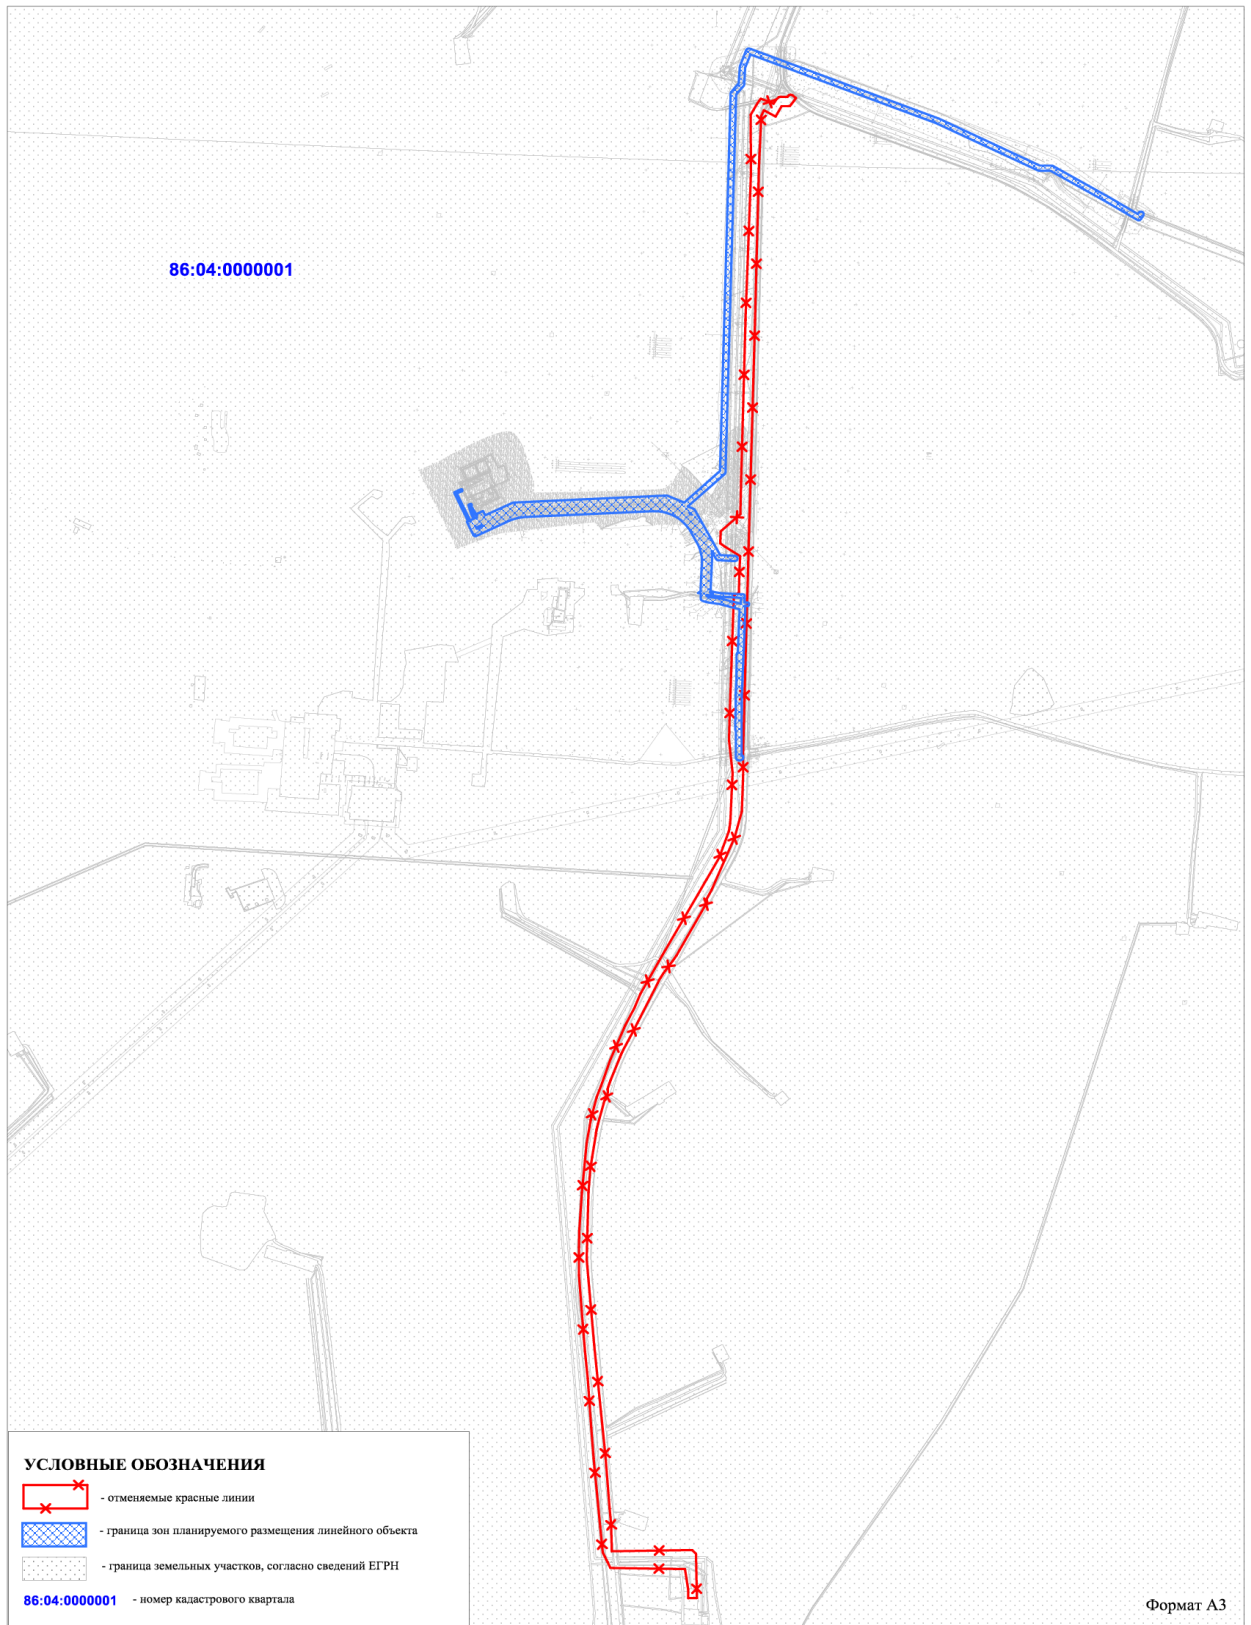 86:04:0000001
УСЛОВНЫЕ ОБОЗНАЧЕНИЯ
- отменяемые красные линии
- граница зон планируемого размещения линейного объекта
- граница земельных участков, согласно сведений ЕГРН
86:04:0000001 - номер кадастрового квартала
Формат А3